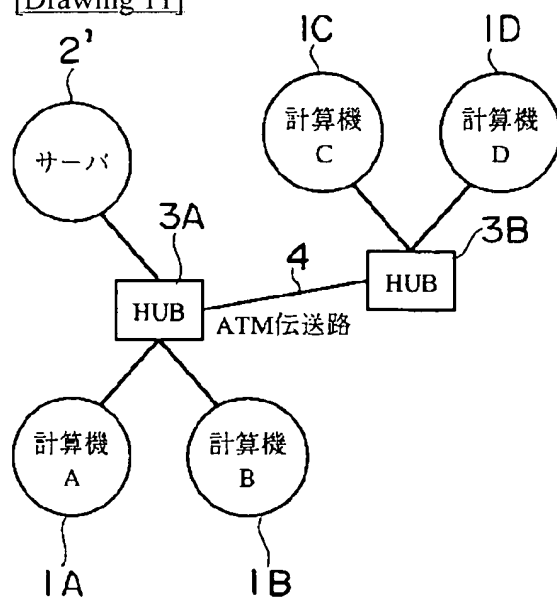 [Drawing 11]
2'
1C
1D
サーバ
計算機
C
計算機
D
3A
3B
4
HUB
HUB
ATM伝送路
計算機
A
計算機
B
1A
1B